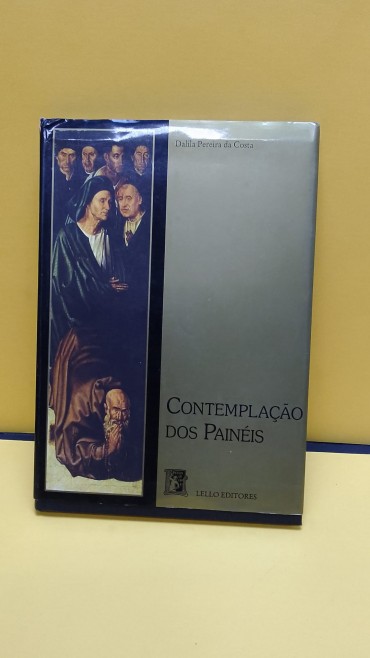 Dalila Pereira da Costa
CONTEMPLAÇÃO
DOS PAINÉIS
LELLO EDITORES